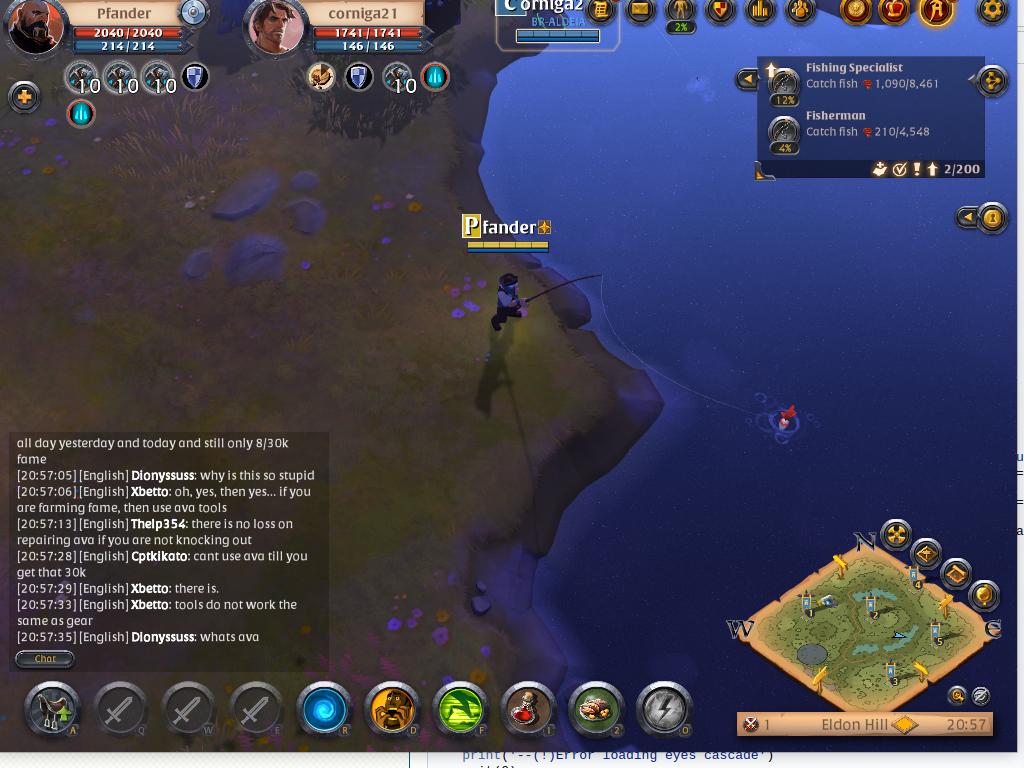 Pfander
2040/2040
214/214
corniga21
1741/1741
146/146
Corniga2
BR-ALDEIA
2%
10
10
10
10
Fishing Specialist
Catch fish 1,090/8,461
12%
Fisherman
Catch fish 210/4,548
4%
2/200
Pfander
all day yesterday and today and still only 8/30k
fame
[20:57:05][English] Dionyssuss: why is this so stupid
[20:57:06][English] Xbetto: oh, yes, then yes... if you
are farming fame, then use ava tools
[20:57:13][English] Thelp354: there is no loss on
repairing ava if you are not knocking out
[20:57:28][English] Cptkikato: cant use ava till you
get that 30k
[20:57:29][English] Xbetto: there is.
[20:57:33][English] Xbetto: tools do not work the
same as gear
[20:57:35][English] Dionyssuss: whats ava
Chat
A
Q
W
E
R
D
F
1
2
O
N
W
E
1
2
3
4
5
1
Eldon Hill
20:57
print('--(!)Error loading eyes cascade')